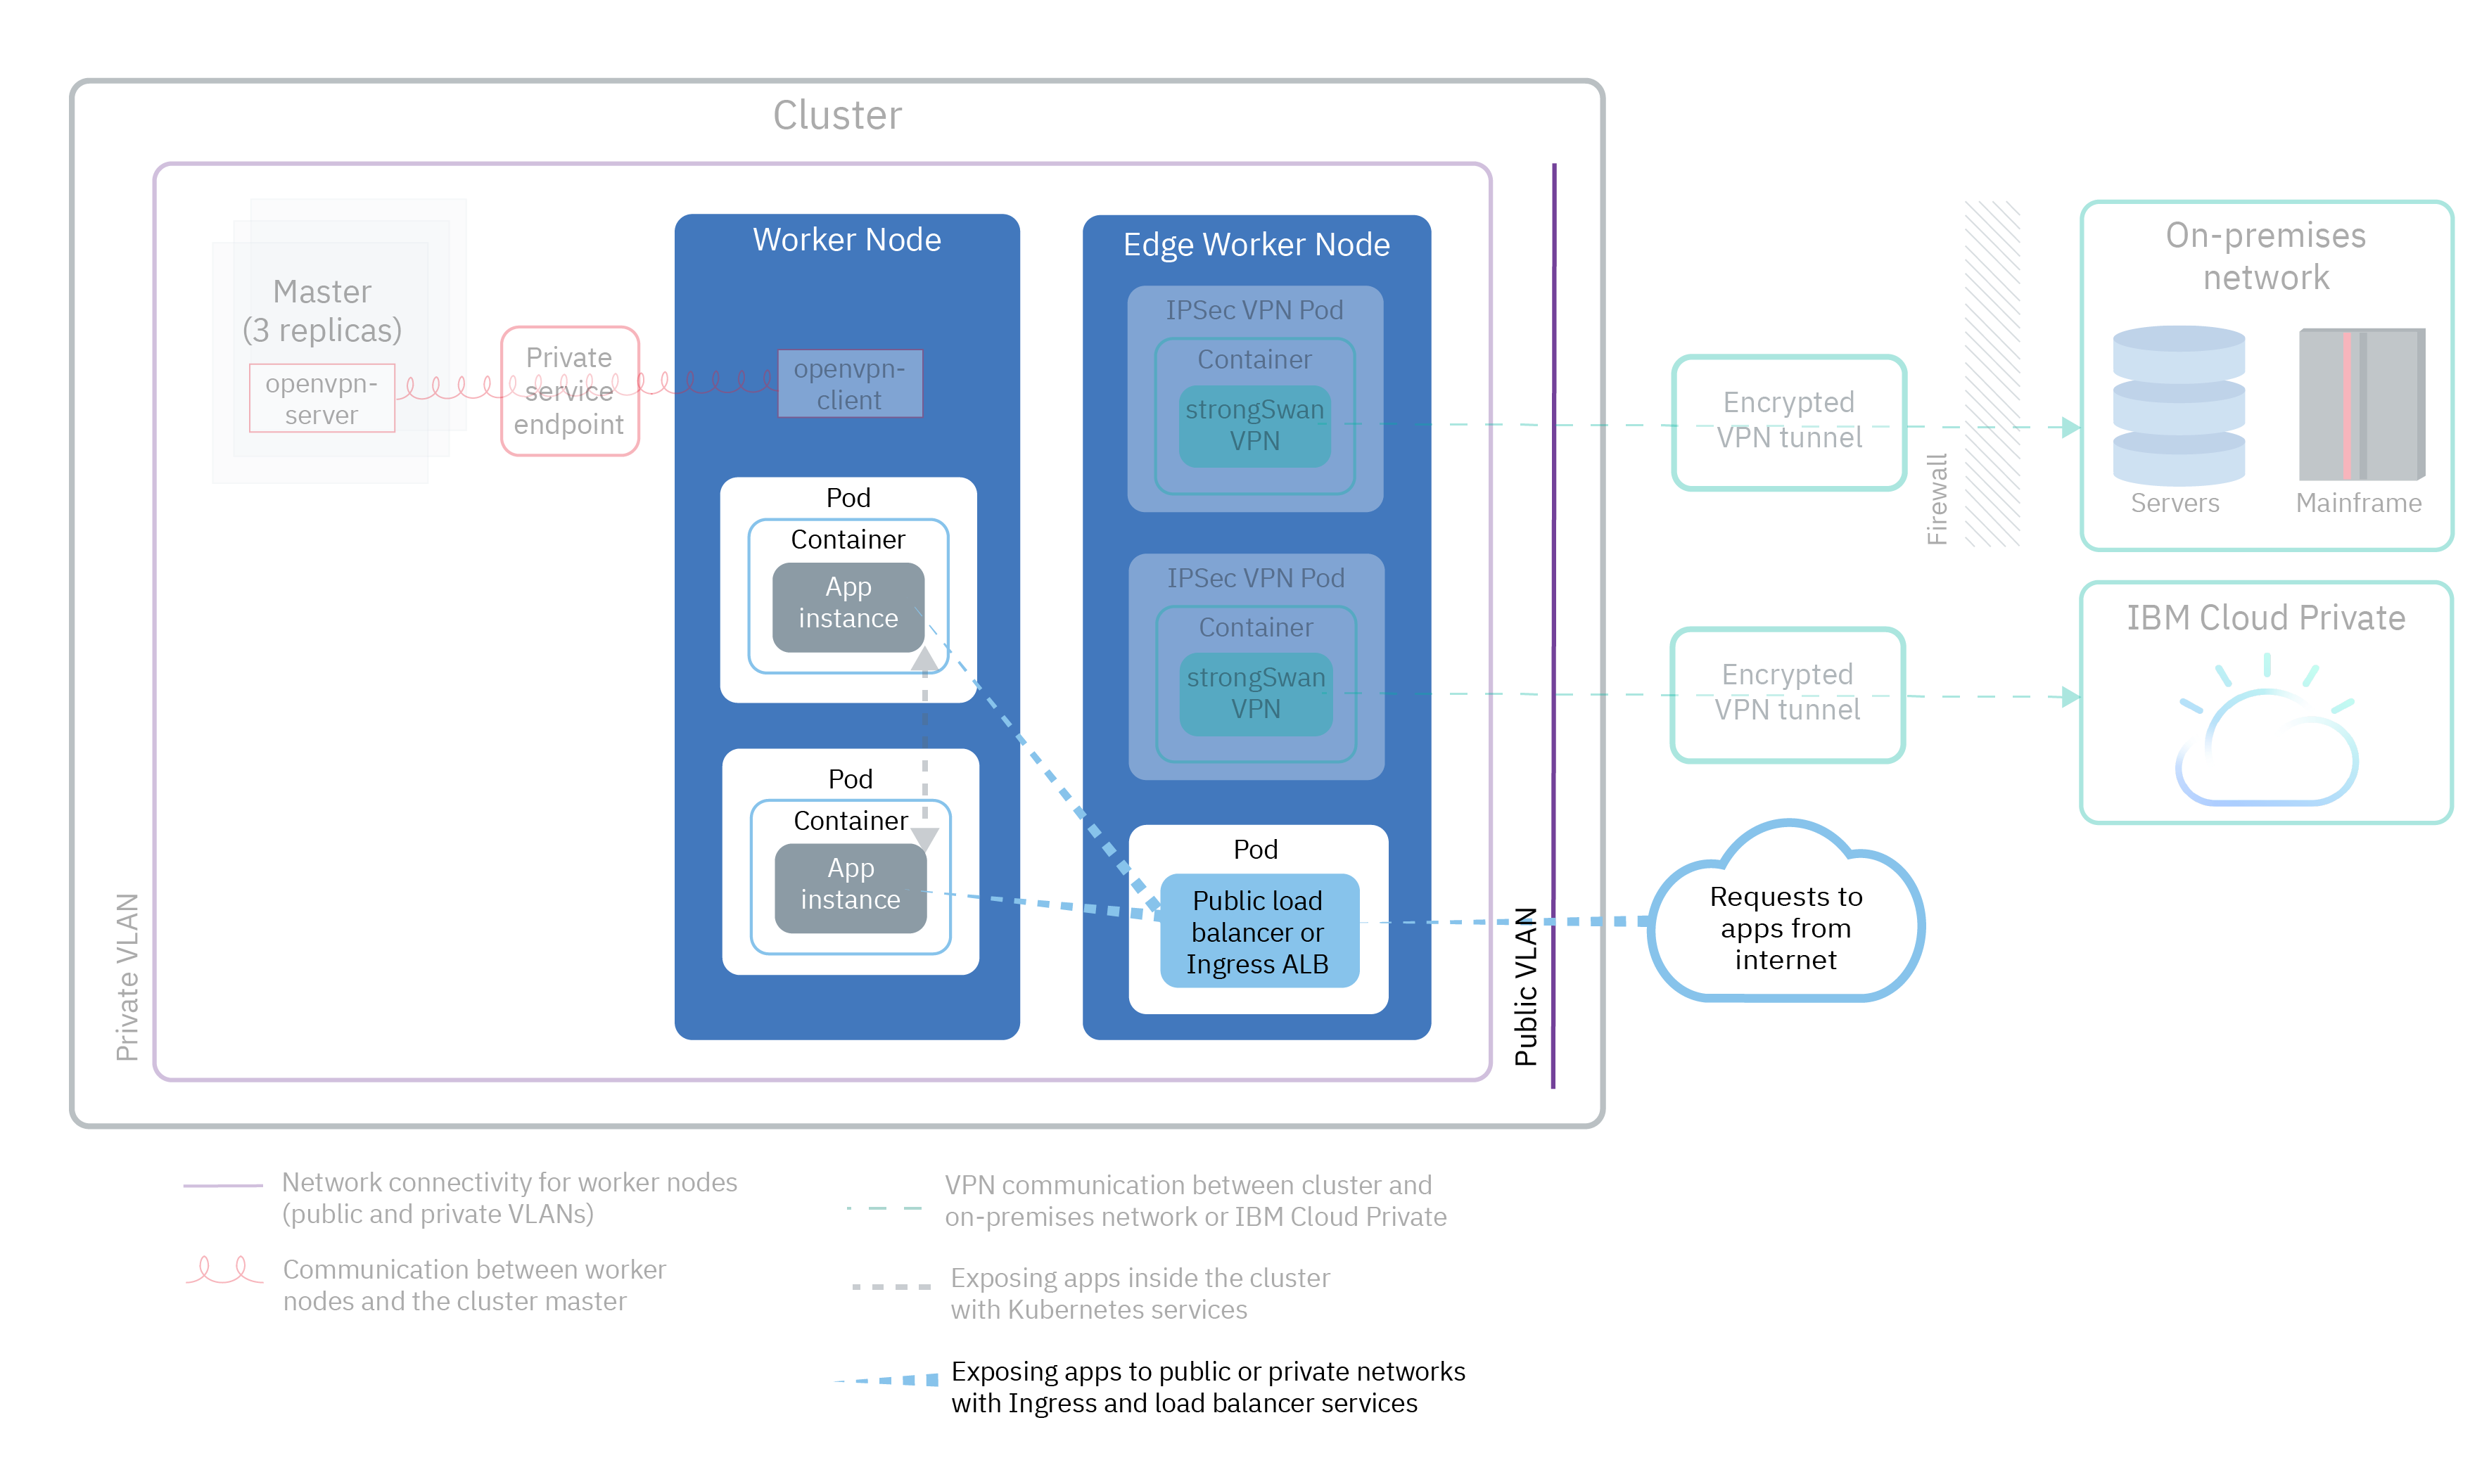 Cluster
Master
(3 replicas)
openvpn-
server
Private
service
endpoint
Worker Node
openvpn-
client
Pod
Container
App
instance
Pod
Container
App
instance
Edge Worker Node
IPSec VPN Pod
Container
strongSwan
VPN
IPSec VPN Pod
Container
strongSwan
VPN
Pod
Public load
balancer or
Ingress ALB
Private VLAN
Public VLAN
Encrypted
VPN tunnel
Firewall
On-premises
network
Servers
Mainframe
Encrypted
VPN tunnel
IBM Cloud Private
Requests to
apps from
internet
Network connectivity for worker nodes
(public and private VLANs)
Communication between worker
nodes and the cluster master
VPN communication between cluster and
on-premises network or IBM Cloud Private
Exposing apps inside the cluster
with Kubernetes services
Exposing apps to public or private networks
with Ingress and load balancer services